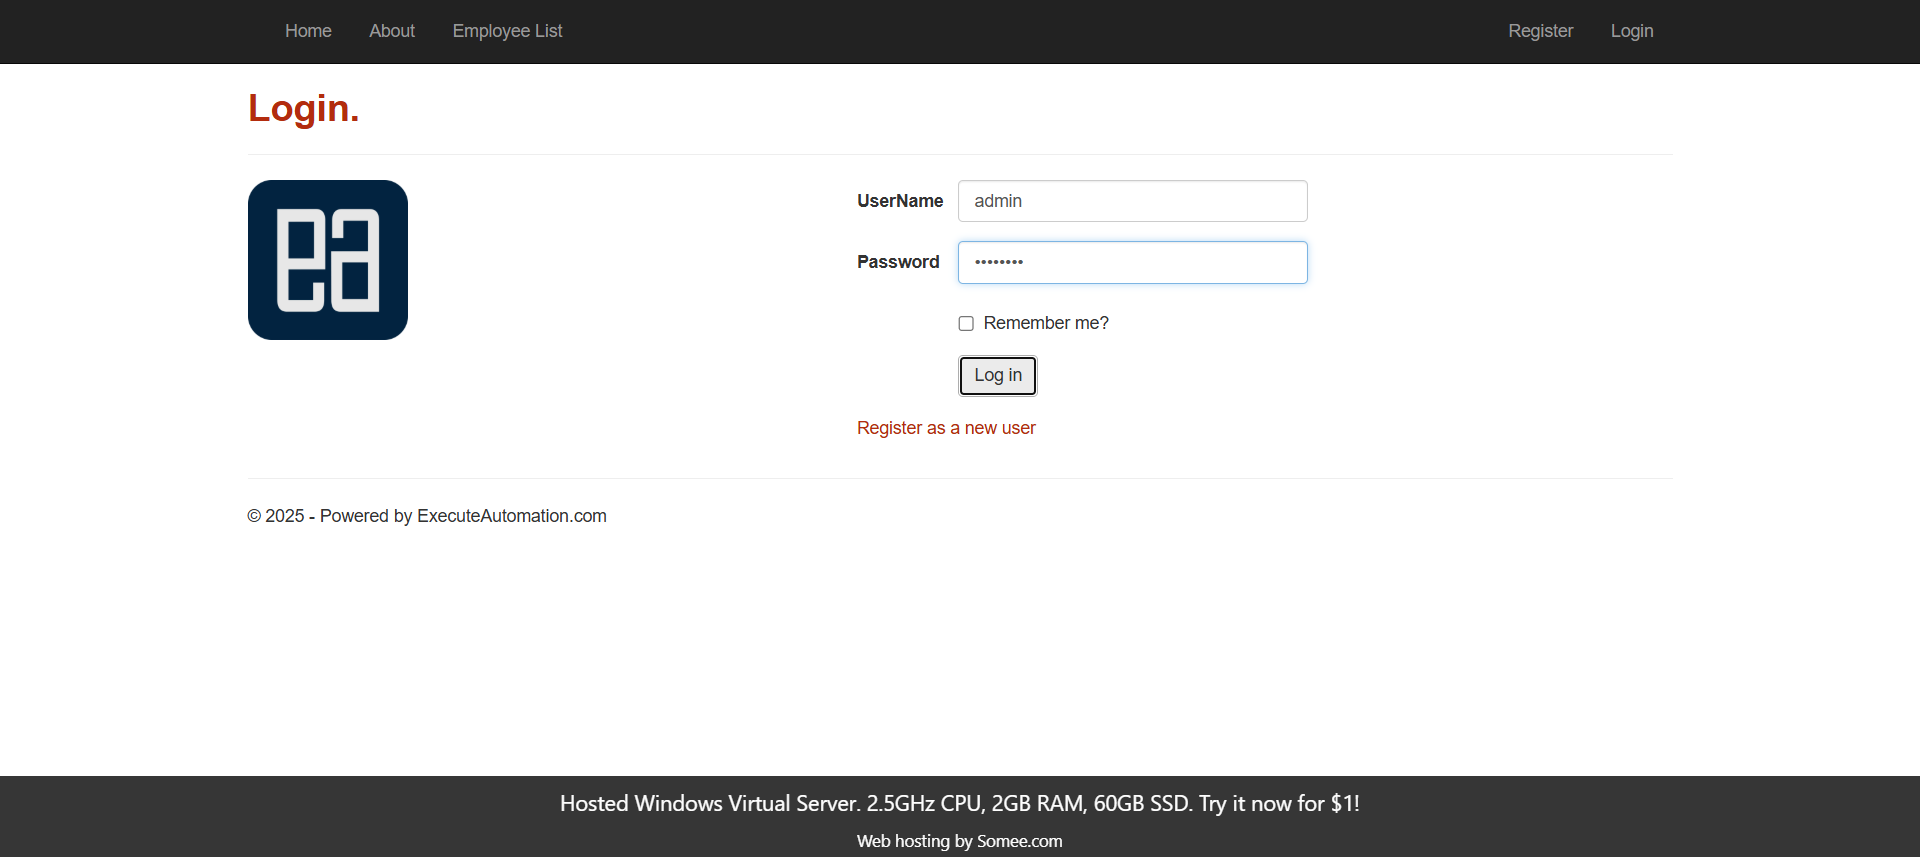 Home About Employee List Register Login
Login.
ea
UserName admin
Password ••••••••
Remember me?
Log in
Register as a new user
© 2025 - Powered by ExecuteAutomation.com
Hosted Windows Virtual Server. 2.5GHz CPU, 2GB RAM, 60GB SSD. Try it now for $1!
Web hosting by Somee.com